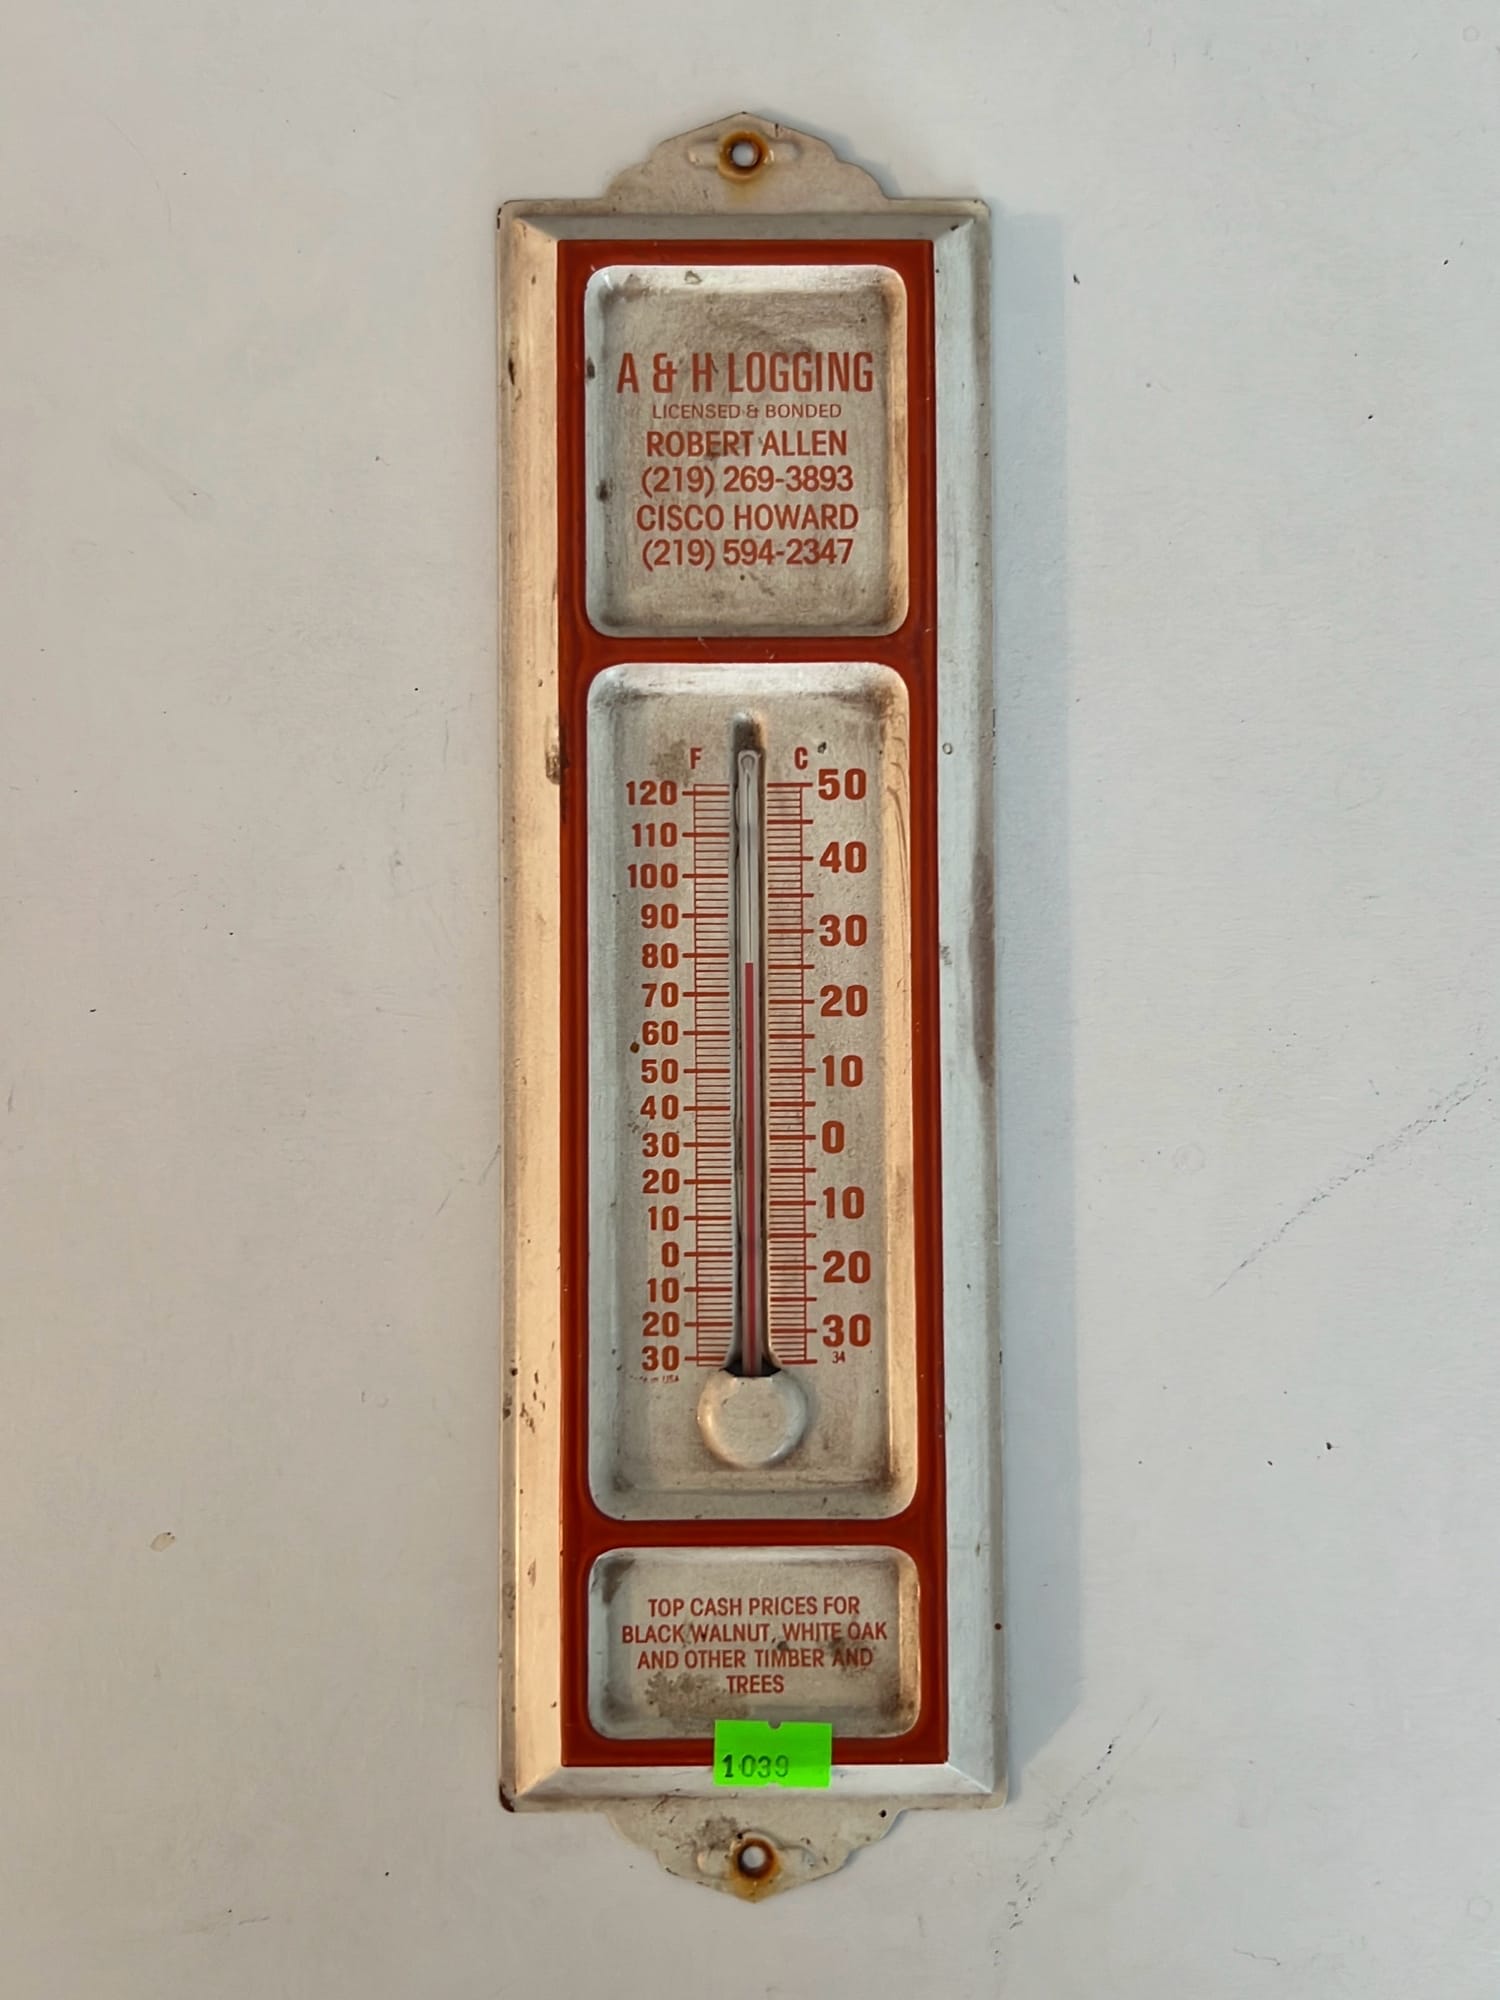 A & H LOGGING
LICENSED & BONDED
ROBERT ALLEN
(219) 269-3893
CISCO HOWARD
(219) 594-2347
F C
120 50
110
100 40
90 30
80
70 20
60
50 10
40
30 0
20
10 10
0
10 20
20 30
30 34
USA
TOP CASH PRICES FOR
BLACK WALNUT, WHITE OAK
AND OTHER TIMBER AND
TREES
1039